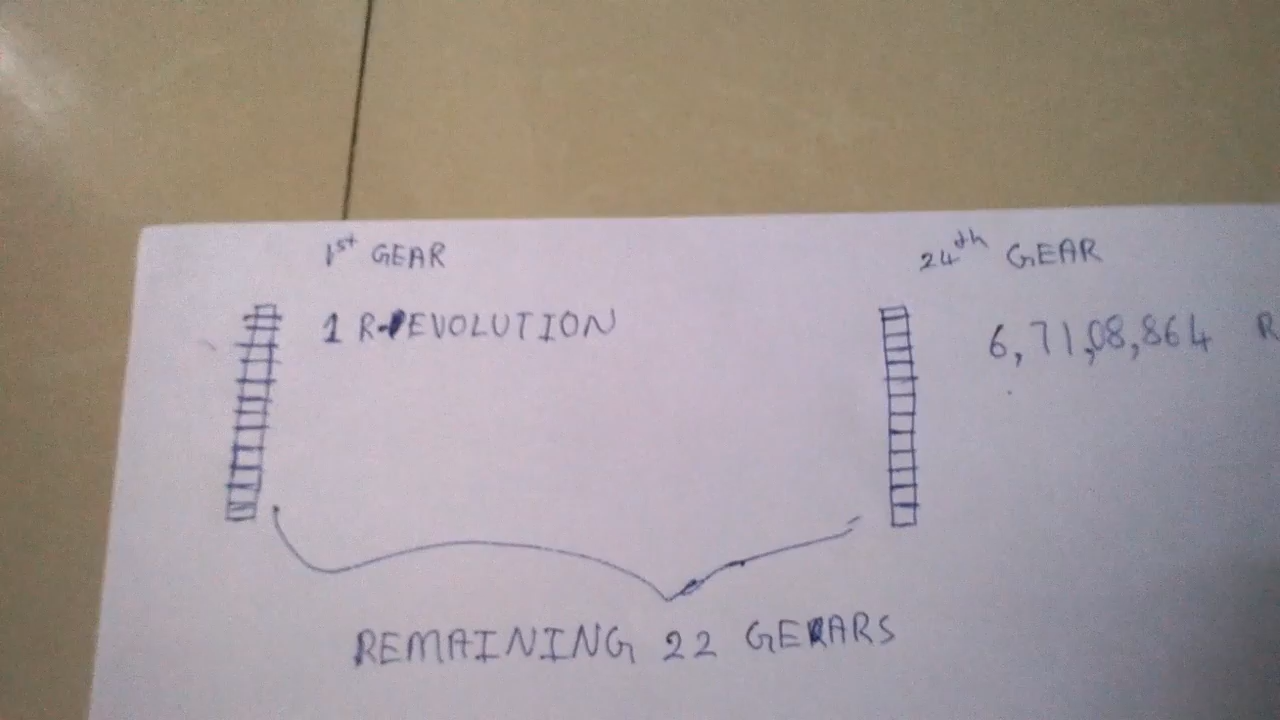 1st GEAR
24th GEAR
1 REVOLUTION
6,71,08,864 R
REMAINING 22 GEARS